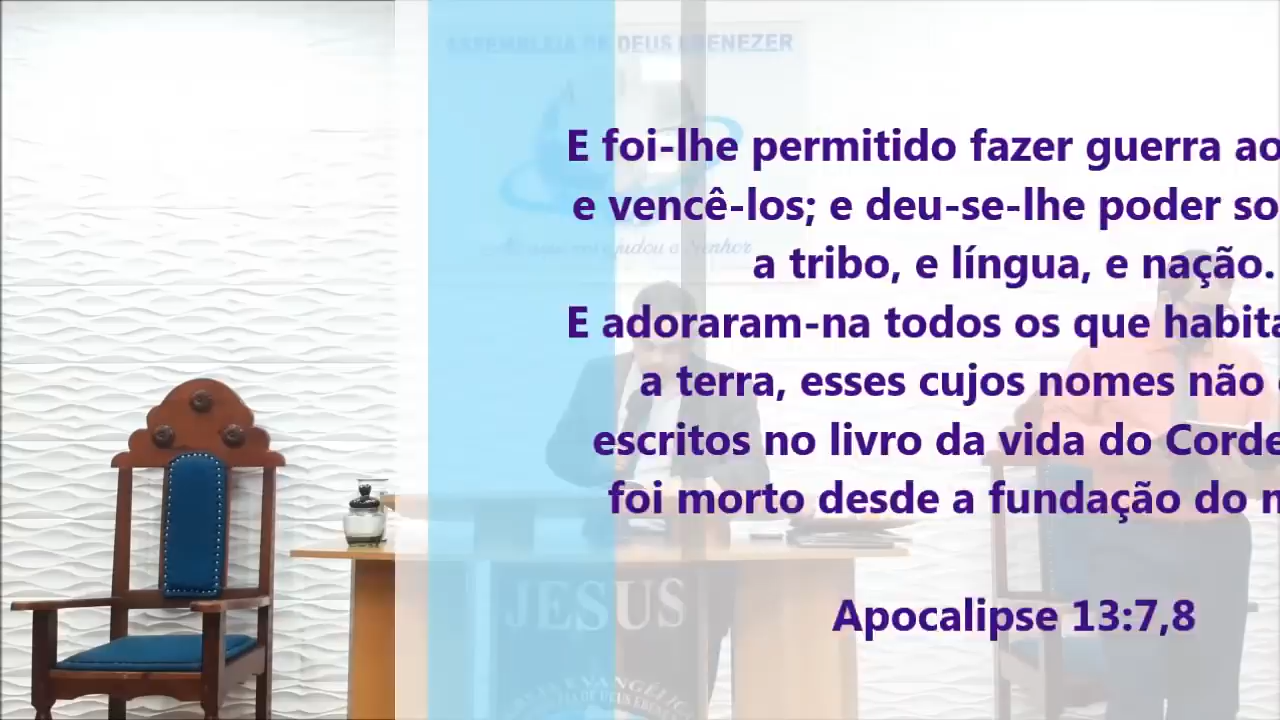 ASSEMBLEIA DE DEUS EBENEZER
E foi-lhe permitido fazer guerra ao
e vencê-los; e deu-se-lhe poder so
a tribo, e língua, e nação.
E adoraram-na todos os que habita
a terra, esses cujos nomes não
escritos no livro da vida do Corde
foi morto desde a fundação do
Apocalipse 13:7,8
JESUS